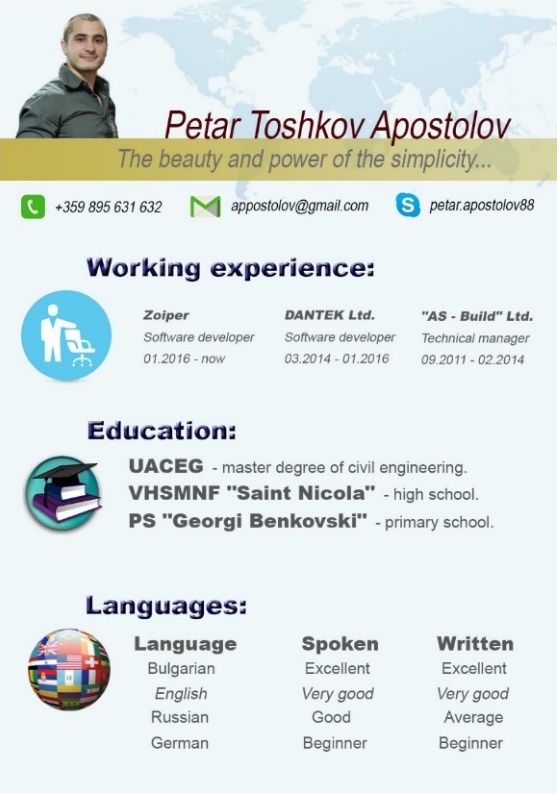 Petar Toshkov Apostolov
The beauty and power of the simplicity...
+359 895 631 632 appostolov@gmail.com petar.apostolov88
Working experience:
Zoiper DANTEK Ltd. "AS - Build" Ltd.
Software developer Software developer Technical manager
01.2016 - now 03.2014 - 01.2016 09.2011 - 02.2014
Education:
UACEG - master degree of civil engineering.
VHSMNF "Saint Nicola" - high school.
PS "Georgi Benkovski" - primary school.
Languages:
Language Spoken Written
Bulgarian Excellent Excellent
English Very good Very good
Russian Good Average
German Beginner Beginner